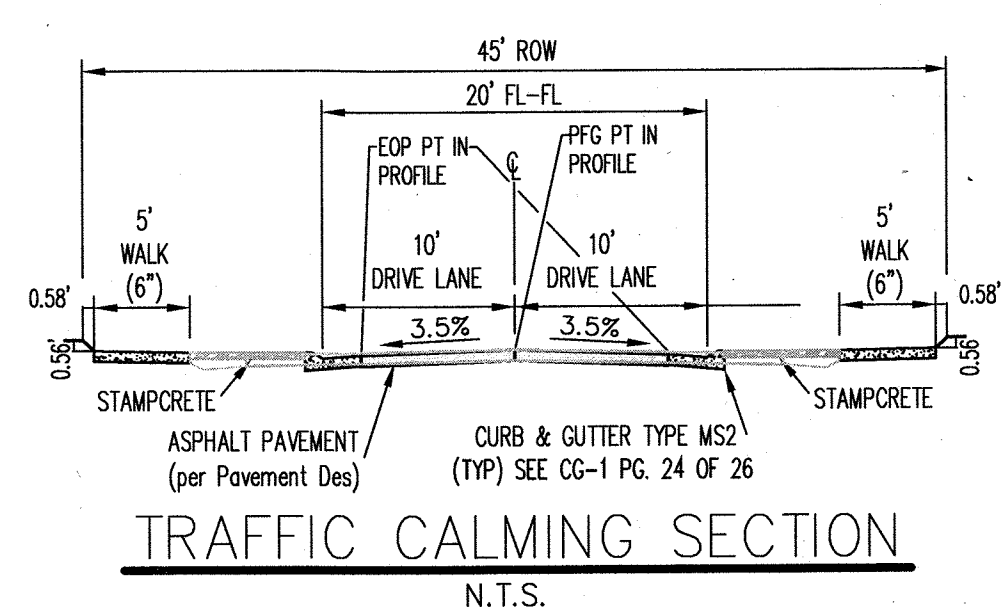 45' ROW
20' FL-FL
EOP PT IN
PROFILE
℄
PFG PT IN
PROFILE
5'
WALK
(6")
10'
DRIVE LANE
10'
DRIVE LANE
5'
WALK
(6")
0.58'
0.58'
3.5%
3.5%
0.56'
0.56'
STAMPCRETE
STAMPCRETE
ASPHALT PAVEMENT
(per Pavement Des)
CURB & GUTTER TYPE MS2
(TYP) SEE CG-1 PG. 24 OF 26
TRAFFIC CALMING SECTION
N.T.S.